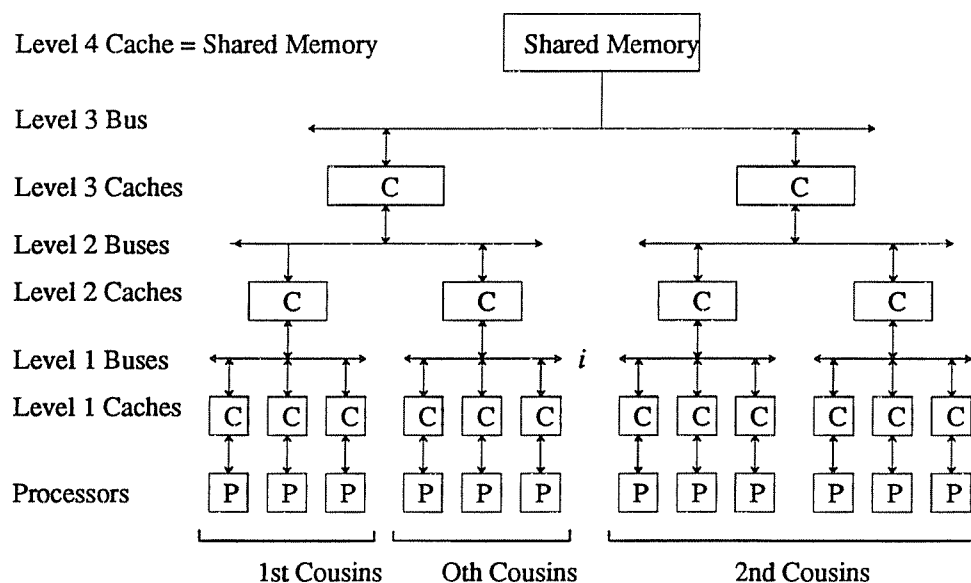 Level 4 Cache = Shared Memory
Shared Memory
Level 3 Bus
Level 3 Caches
C C
Level 2 Buses
Level 2 Caches
C C C C
Level 1 Buses
i
Level 1 Caches
C C C C C C C C C C C C
Processors
P P P P P P P P P P P P
1st Cousins
Oth Cousins
2nd Cousins